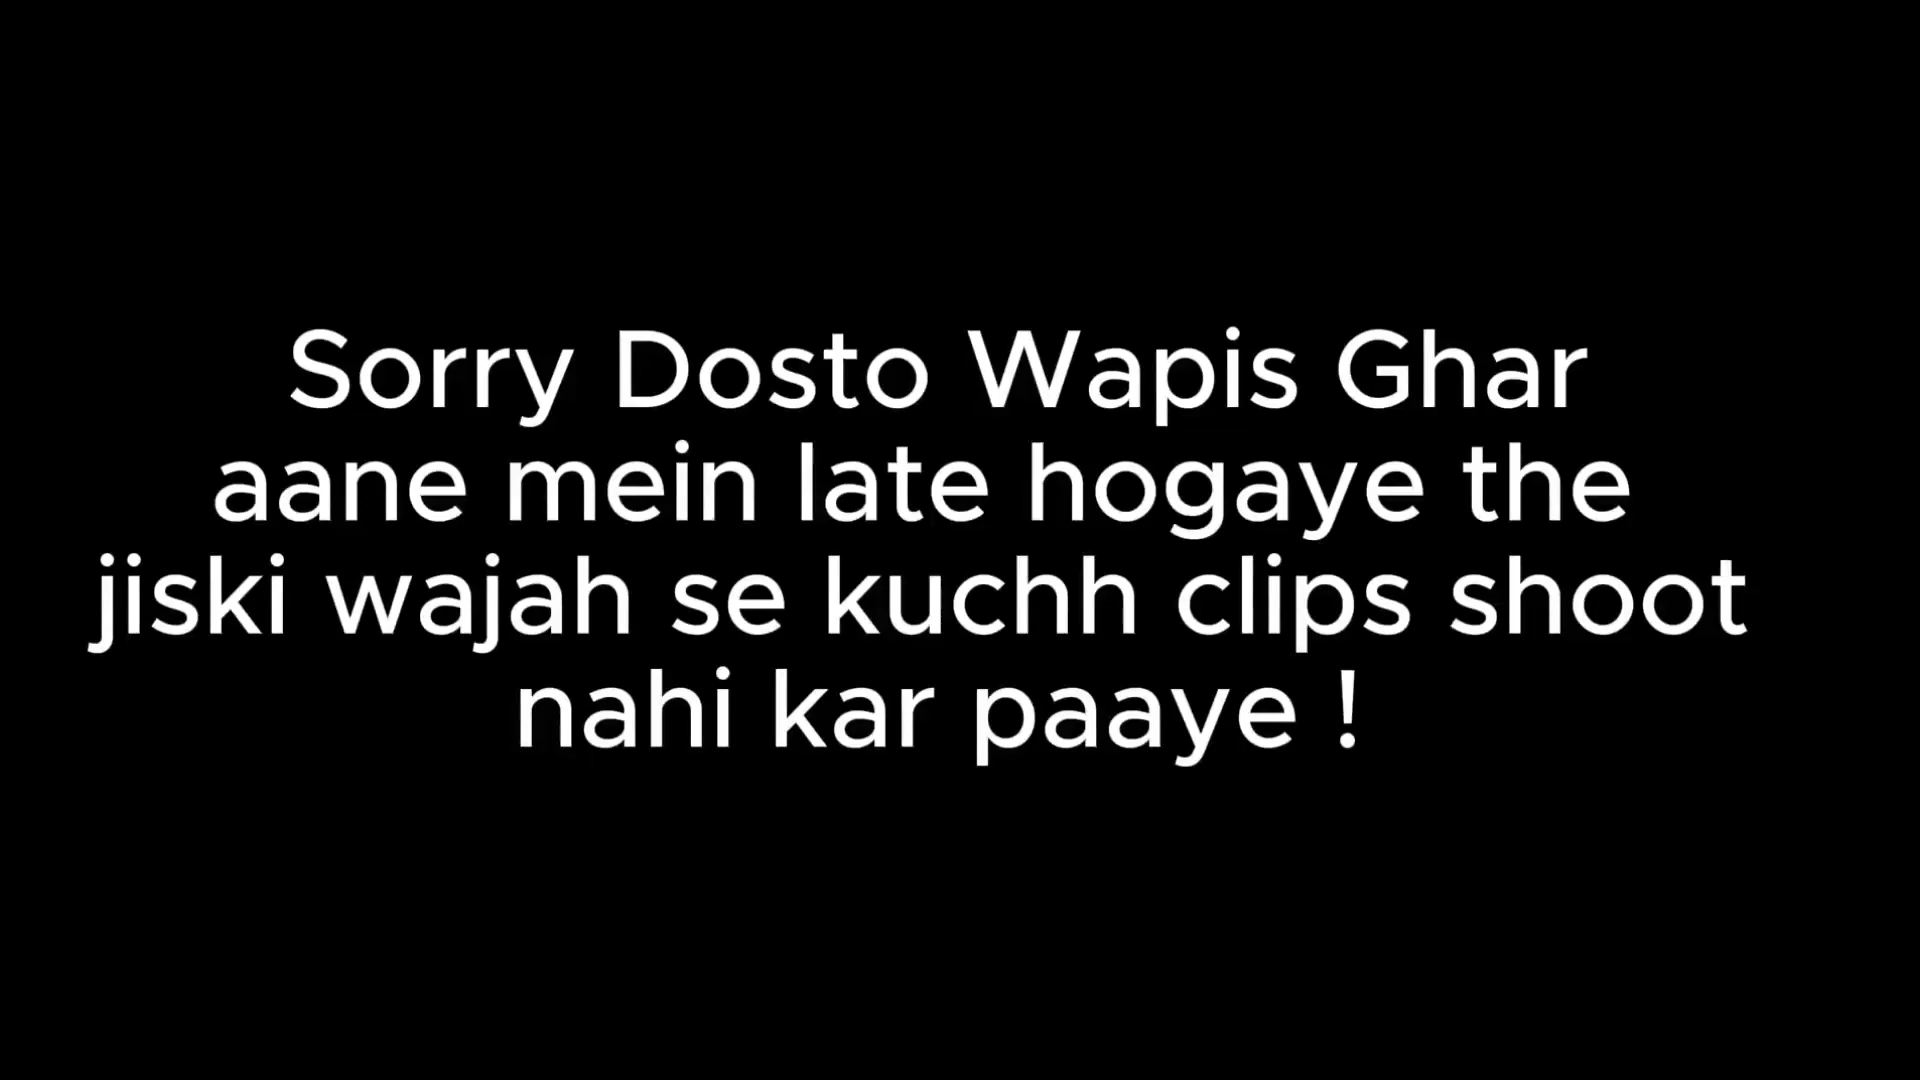 Sorry Dosto Wapis Ghar
aane mein late hogaye the
jiski wajah se kuchh clips shoot
nahi kar paaye !